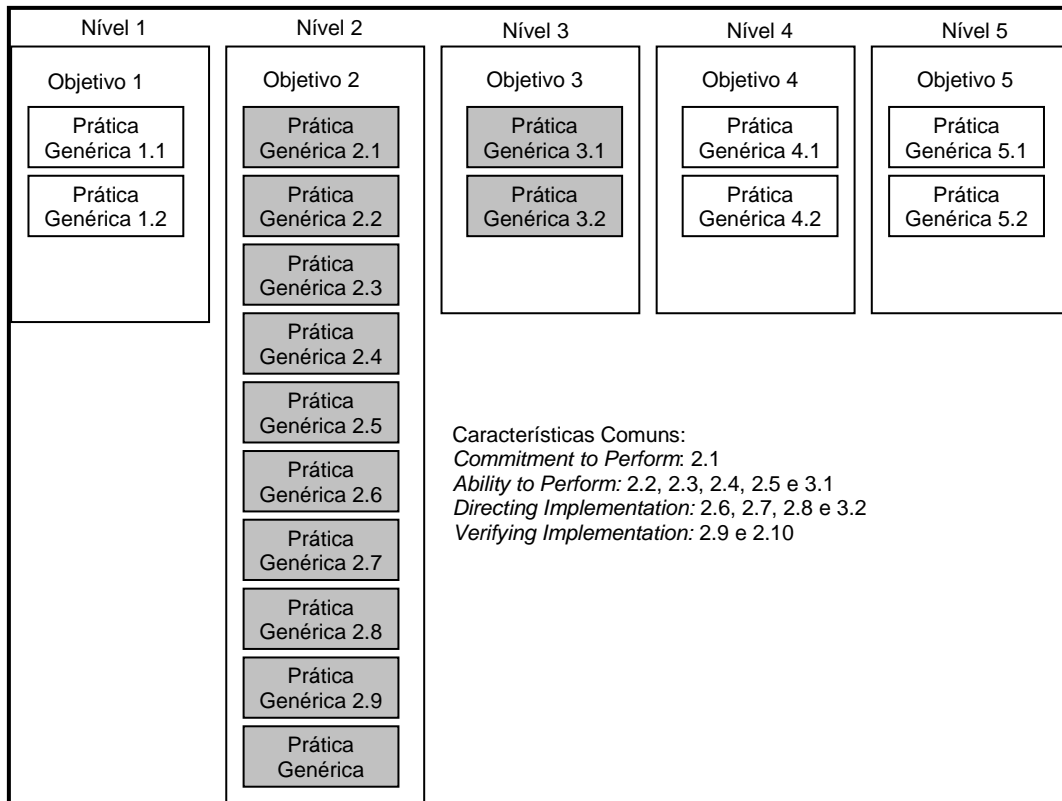 Nível 1
Nível 2
Nível 3
Nível 4
Nível 5
Objetivo 1
Prática
Genérica 1.1
Prática
Genérica 1.2
Objetivo 2
Prática
Genérica 2.1
Prática
Genérica 2.2
Prática
Genérica 2.3
Prática
Genérica 2.4
Prática
Genérica 2.5
Prática
Genérica 2.6
Prática
Genérica 2.7
Prática
Genérica 2.8
Prática
Genérica 2.9
Prática
Genérica
Objetivo 3
Prática
Genérica 3.1
Prática
Genérica 3.2
Objetivo 4
Prática
Genérica 4.1
Prática
Genérica 4.2
Objetivo 5
Prática
Genérica 5.1
Prática
Genérica 5.2
Características Comuns:
Commitment to Perform: 2.1
Ability to Perform: 2.2, 2.3, 2.4, 2.5 e 3.1
Directing Implementation: 2.6, 2.7, 2.8 e 3.2
Verifying Implementation: 2.9 e 2.10